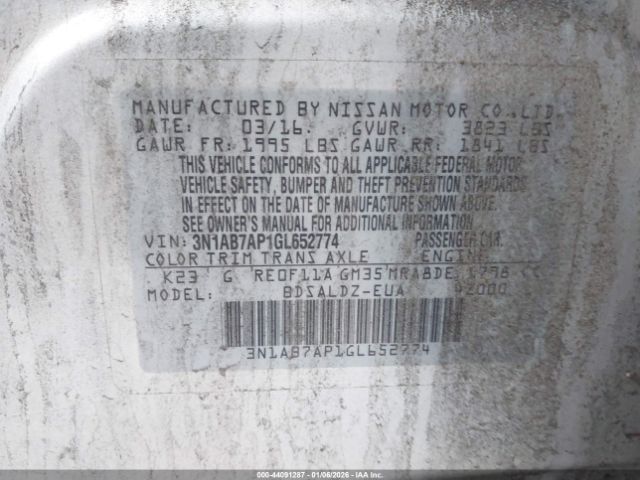 MANUFACTURED BY NISSAN MOTOR CO.,LTD.
DATE: 03/16. GVWR: 3823 LBS
GAWR FR: 1995 LBS GAWR RR: 1841 LBS
THIS VEHICLE CONFORMS TO ALL APPLICABLE FEDERAL MOTOR
VEHICLE SAFETY, BUMPER AND THEFT PREVENTION STANDARDS
IN EFFECT ON THE DATE OF MANUFACTURE SHOWN ABOVE.
SEE OWNER'S MANUAL FOR ADDITIONAL INFORMATION
VIN: 3N1AB7AP1GL652774 PASSENGER CAR
COLOR TRIM TRANS AXLE ENGINE
K23 G RE0F11A GM35 MRA8DE 1798 CC
MODEL: BDSALDZ-EUA
3N1AB7AP1GL652774
000-44091287 - 01/06/2026 - IAA Inc.